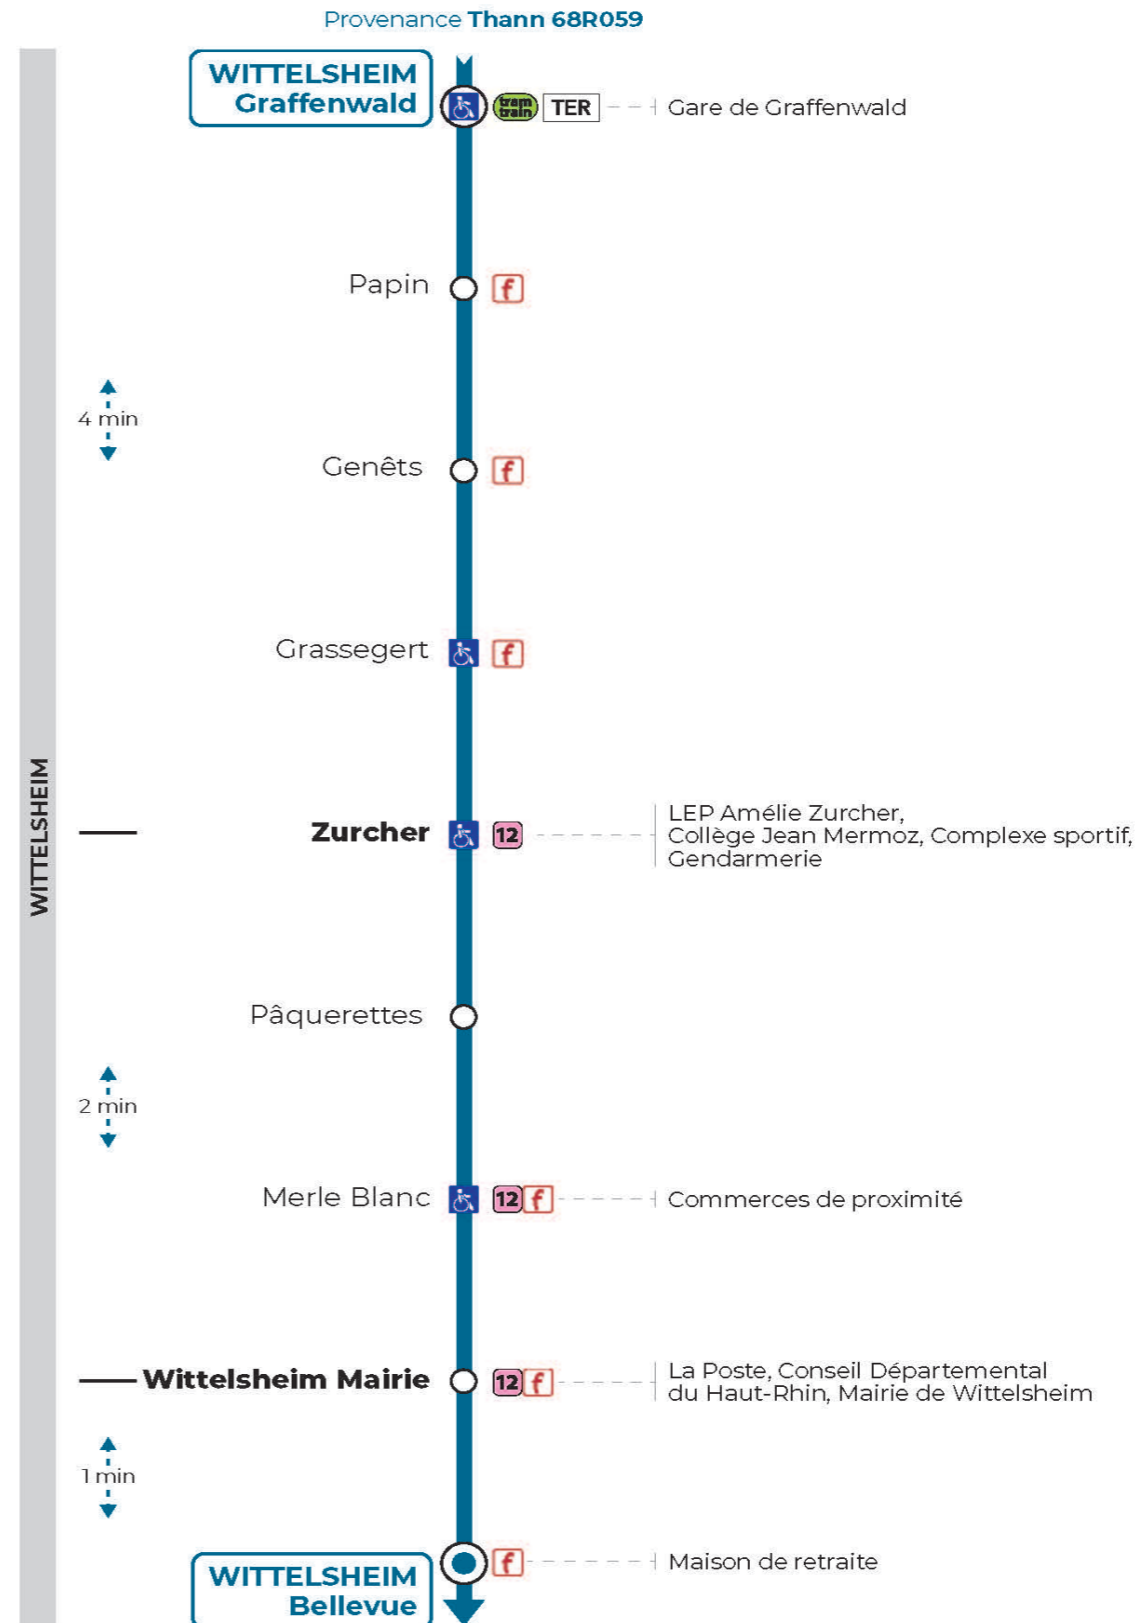 Provenance Thann 68R059
WITTELSHEIM
Graffenwald
tram
train
TER
Gare de Graffenwald
Papin
f
4 min
Genêts
f
Grassegert
f
WITTELSHEIM
Zurcher
12
LEP Amélie Zurcher,
Collège Jean Mermoz, Complexe sportif,
Gendarmerie
Pâquerettes
2 min
Merle Blanc
12 f
Commerces de proximité
Wittelsheim Mairie
12 f
La Poste, Conseil Départemental
du Haut-Rhin, Mairie de Wittelsheim
1 min
WITTELSHEIM
Bellevue
f
Maison de retraite